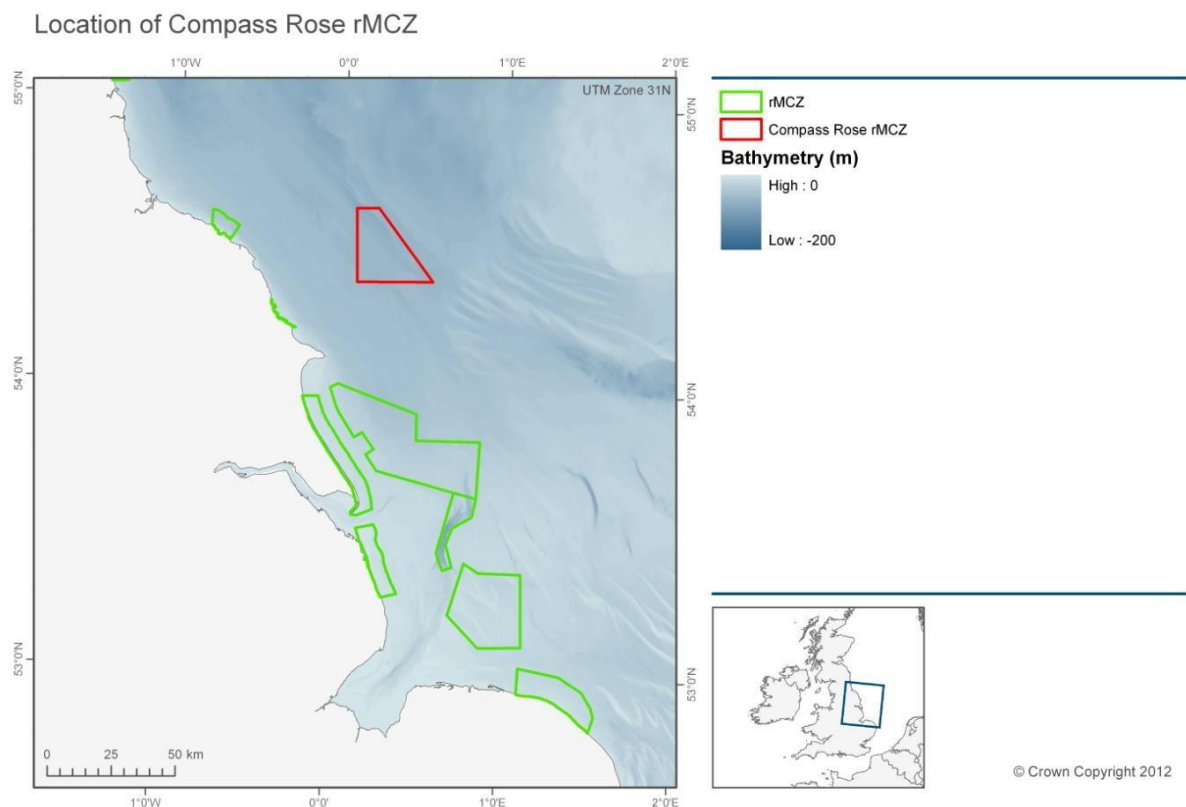 Location of Compass Rose rMCZ
1°0'W
0°0'
1°0'E
2°0'E
UTM Zone 31N
55°0'N
55°0'N
54°0'N
54°0'N
53°0'N
53°0'N
0 25 50 km
1°0'W
0°0'
1°0'E
2°0'E
rMCZ
Compass Rose rMCZ
Bathymetry (m)
High : 0
Low : -200
© Crown Copyright 2012